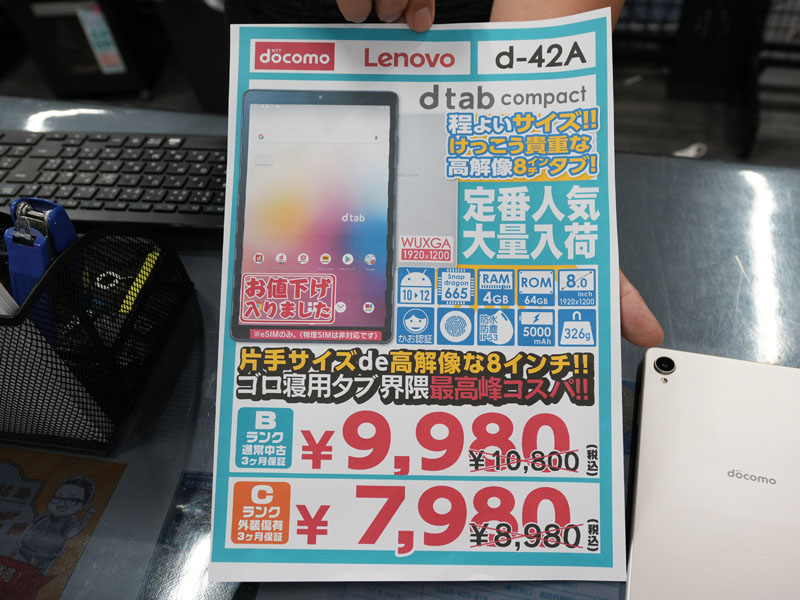 NTT
docomo
Lenovo
d-42A
dtab compact
程よいサイズ!!
けっこう貴重な
高解像8インチタブ!
定番人気
大量入荷
dtab
WUXGA
1920×1200
お値下げ
入りました
※eSIMのみ。(物理SIMは非対応です)
10▶12
Snap
dragon
665
RAM
4GB
ROM
64GB
8.0
inch
1920x1200
かお認証
防水
防塵
IP53
5000
mAh
326g
片手サイズde高解像な8インチ!!
ゴロ寝用タブ界隈最高峰コスパ!!
B
ランク
通常中古
3ヶ月保証
¥9,980
¥10,800
(税込)
C
ランク
外装傷有
3ヶ月保証
¥7,980
¥8,980
(税込)
docomo